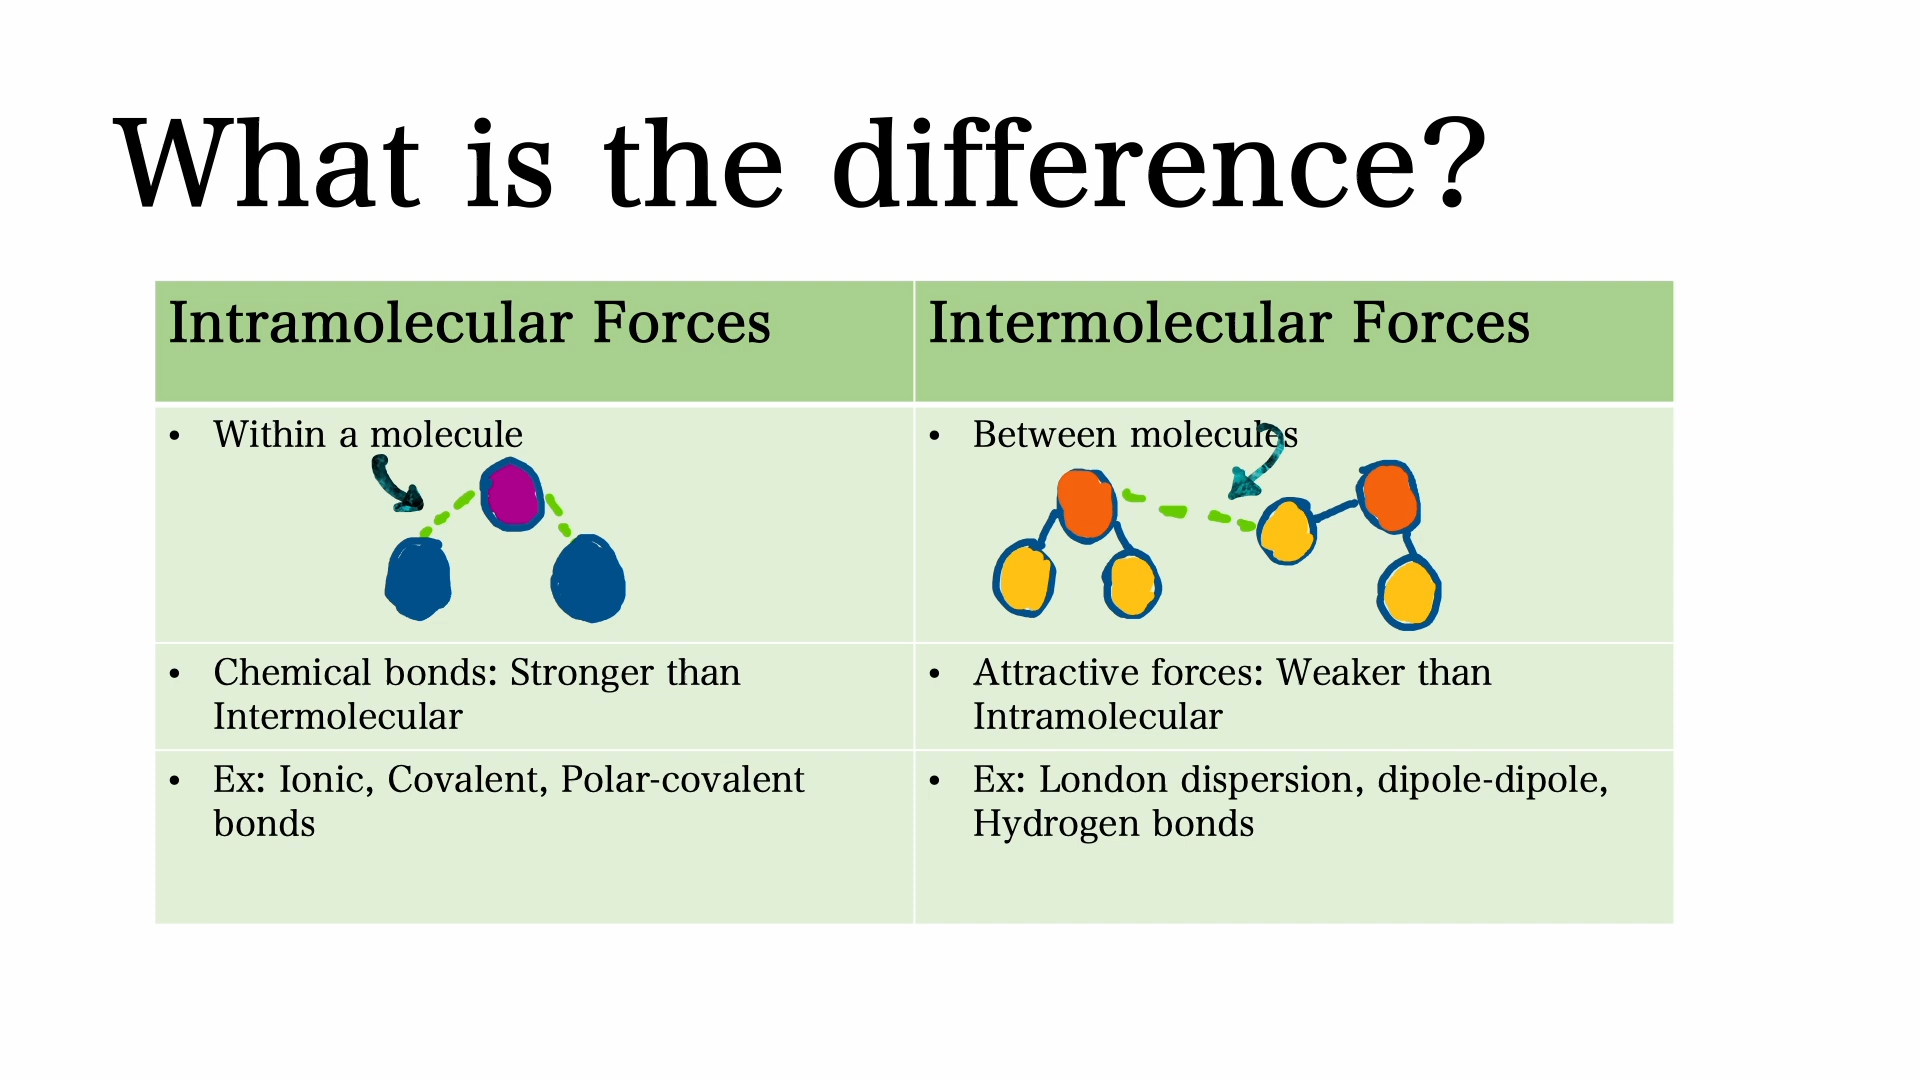 What is the difference?
Intramolecular Forces
Intermolecular Forces
• Within a molecule
• Between molecules
• Chemical bonds: Stronger than
Intermolecular
• Attractive forces: Weaker than
Intramolecular
• Ex: Ionic, Covalent, Polar-covalent
bonds
• Ex: London dispersion, dipole-dipole,
Hydrogen bonds